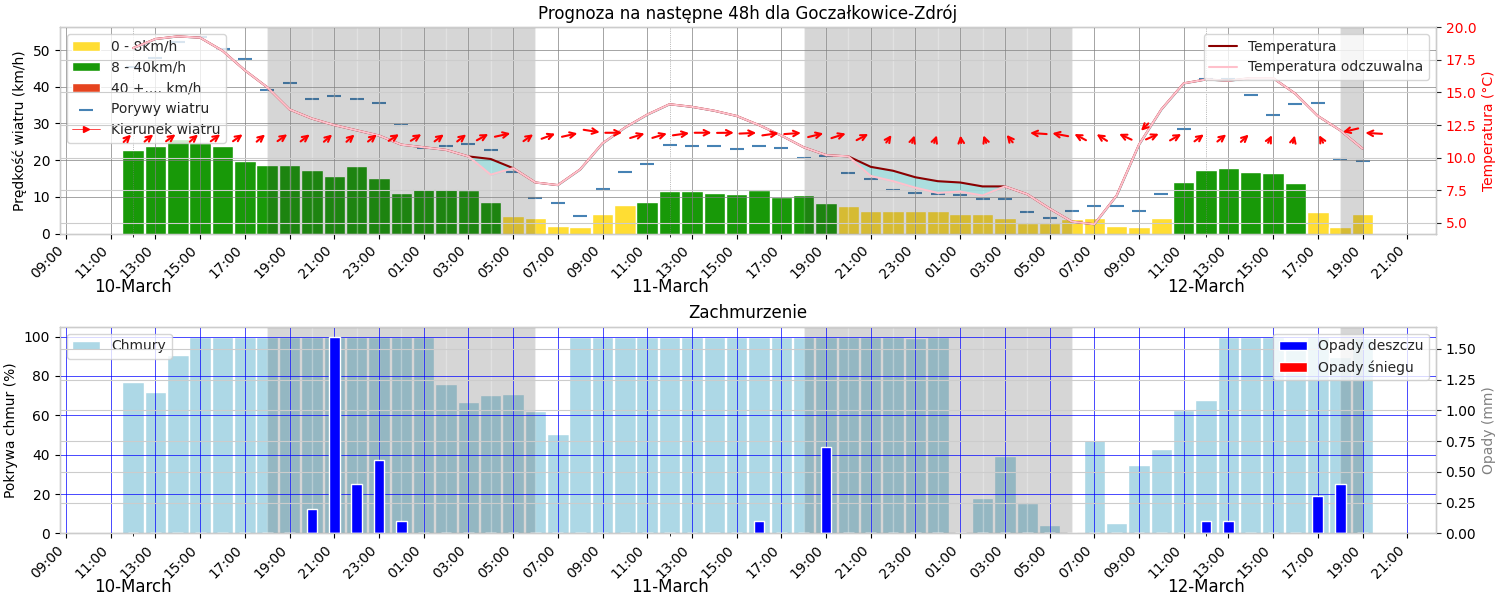 Prognoza na następne 48h dla Goczałkowice-Zdrój
Prędkość wiatru (km/h)
50
40
30
20
10
0
0 - 8km/h
8 - 40km/h
40 +.... km/h
Porywy wiatru
Kierunek wiatru
Temperatura
Temperatura odczuwalna
20.0
17.5
15.0
12.5
10.0
7.5
5.0
Temperatura (°C)
09:00 11:00 13:00 15:00 17:00 19:00 21:00 23:00 01:00 03:00 05:00 07:00 09:00 11:00 13:00 15:00 17:00 19:00 21:00 23:00 01:00 03:00 05:00 07:00 09:00 11:00 13:00 15:00 17:00 19:00 21:00
10-March 11-March 12-March
Zachmurzenie
Pokrywa chmur (%)
100
80
60
40
20
0
Chmury
Opady deszczu
Opady śniegu
1.50
1.25
1.00
0.75
0.50
0.25
0.00
Opady (mm)
09:00 11:00 13:00 15:00 17:00 19:00 21:00 23:00 01:00 03:00 05:00 07:00 09:00 11:00 13:00 15:00 17:00 19:00 21:00 23:00 01:00 03:00 05:00 07:00 09:00 11:00 13:00 15:00 17:00 19:00 21:00
10-March 11-March 12-March